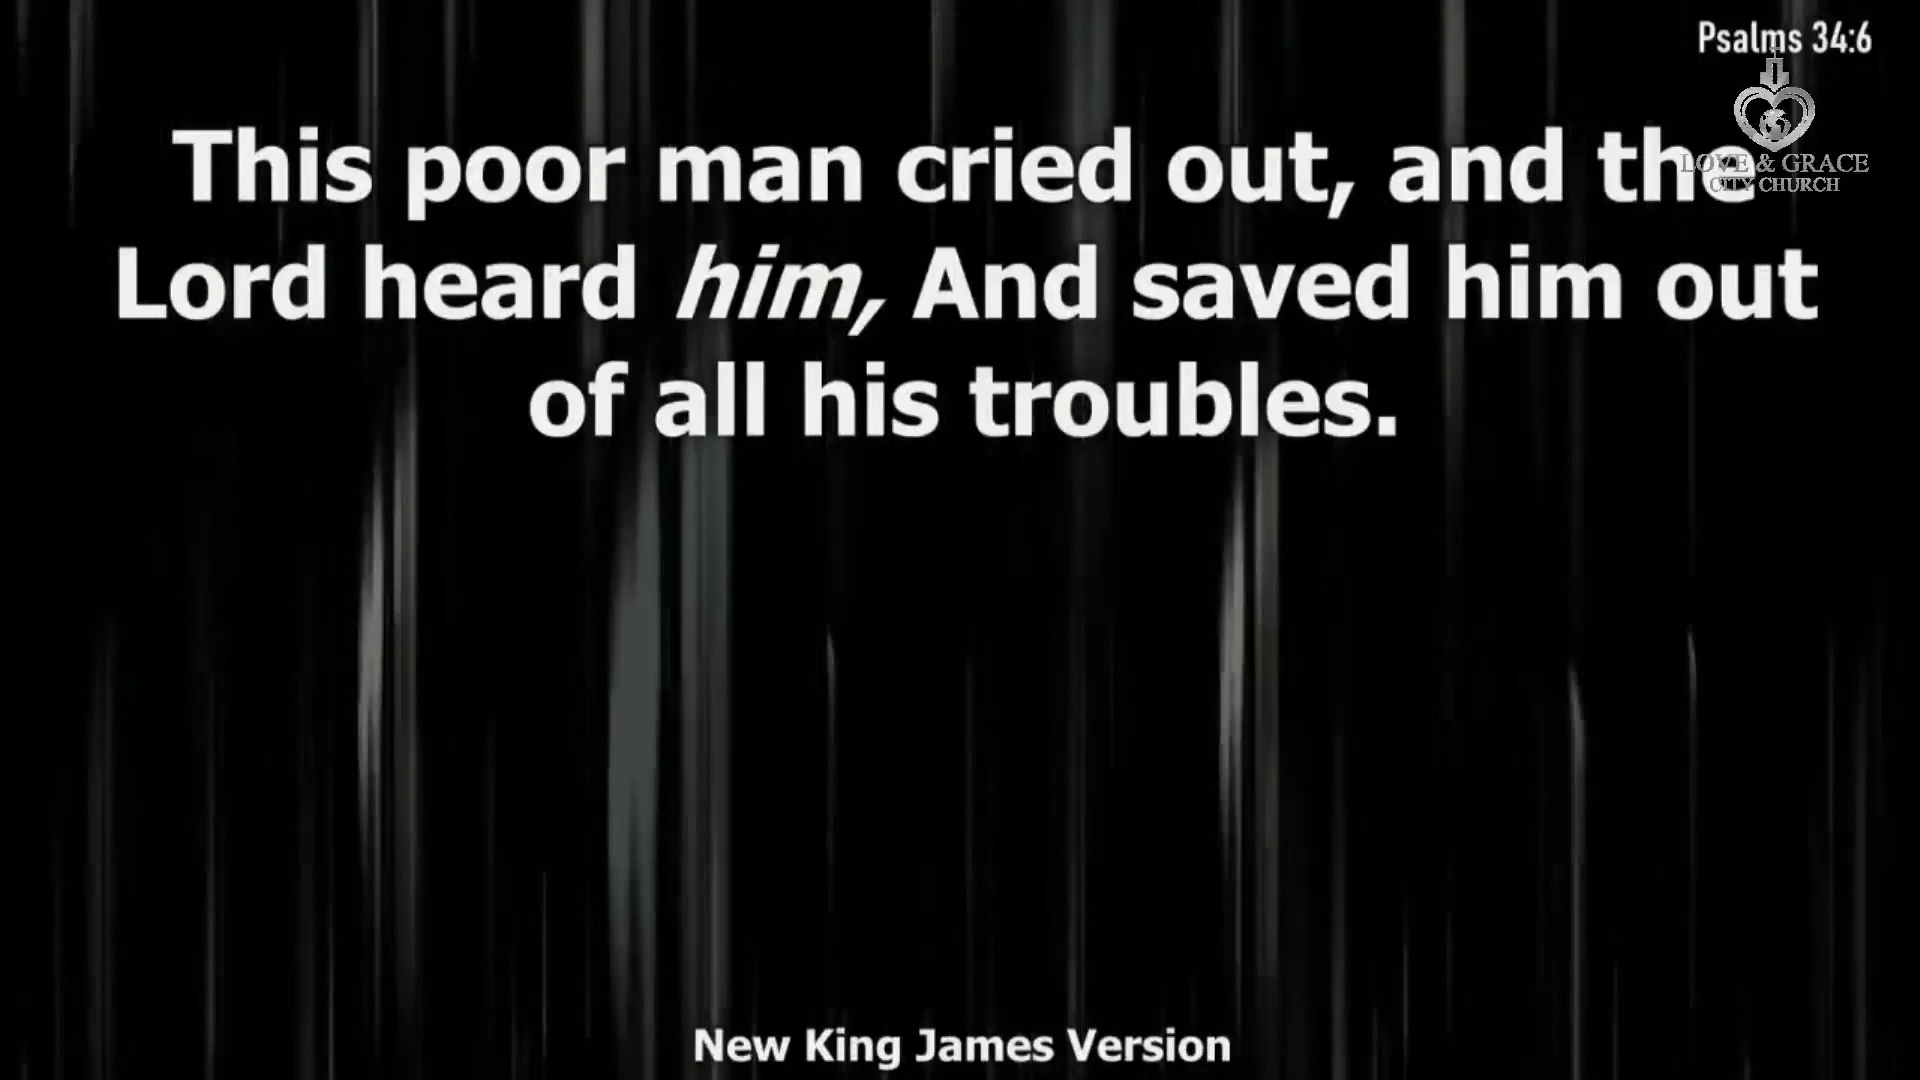 Psalms 34:6
This poor man cried out, and the
Lord heard him, And saved him out
of all his troubles.
LOVE & GRACE
CITY CHURCH
New King James Version